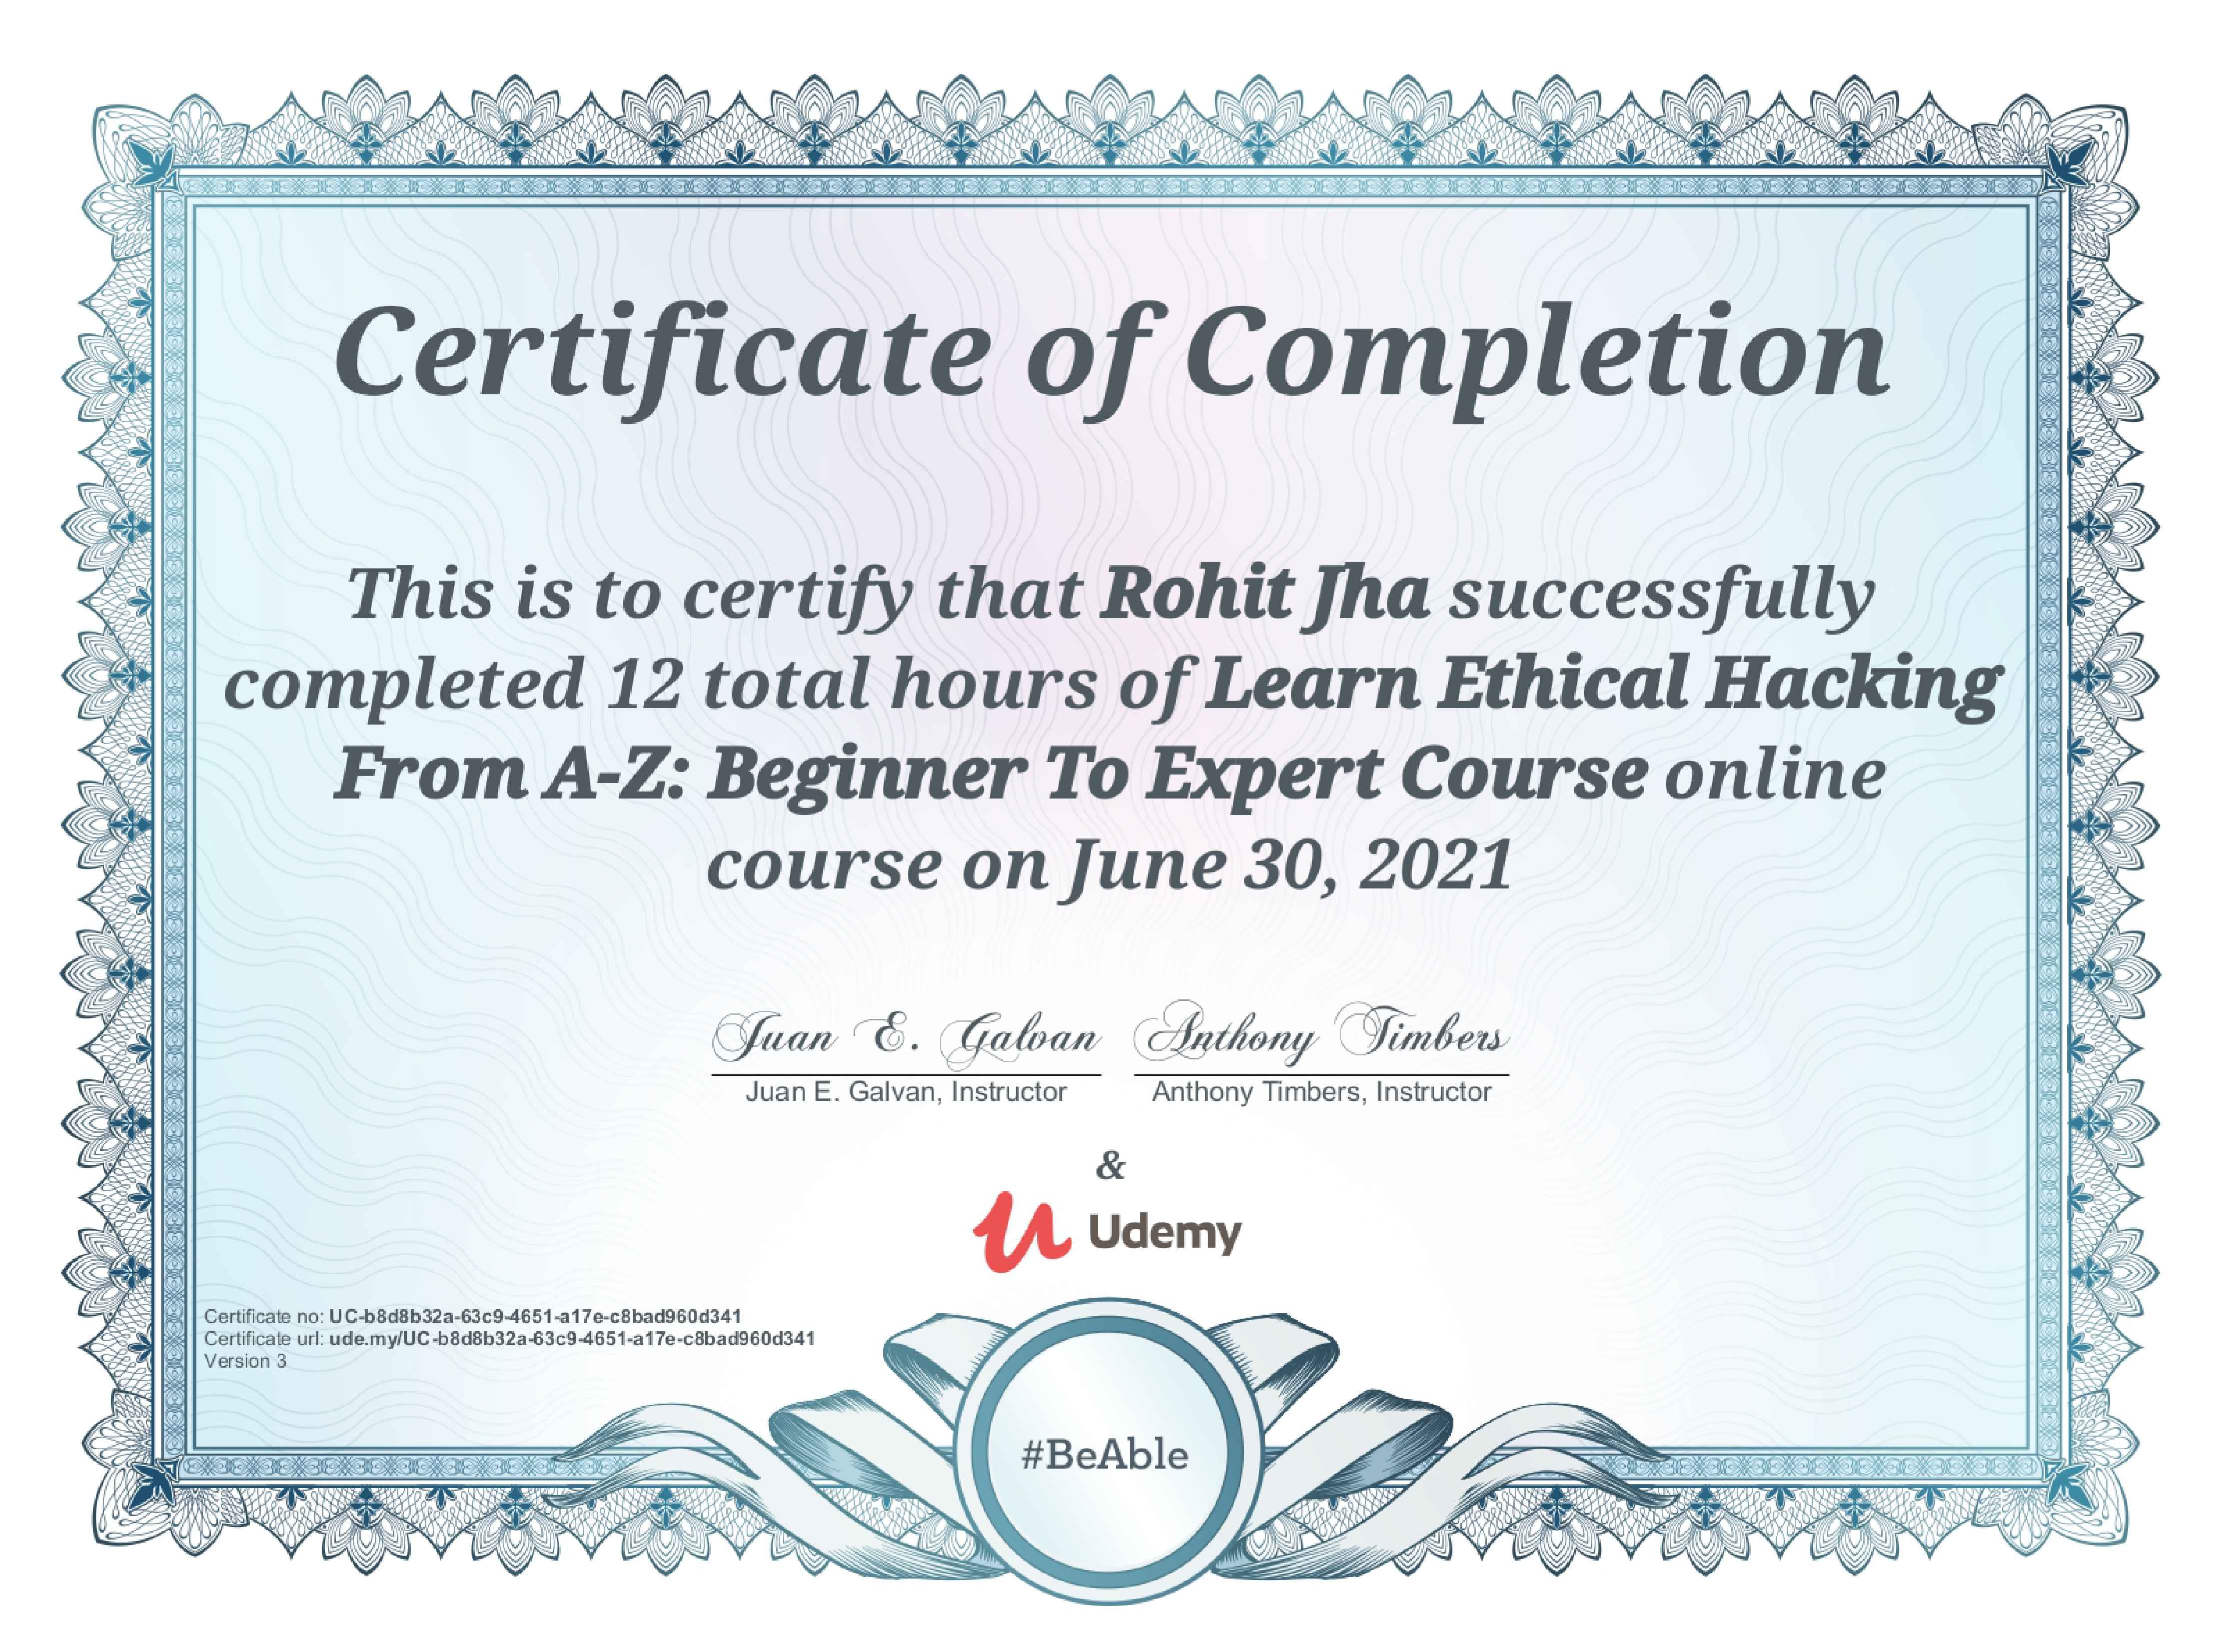 Certificate of Completion
This is to certify that Rohit Jha successfully
completed 12 total hours of Learn Ethical Hacking
From A-Z: Beginner To Expert Course online
course on June 30, 2021
Juan E. Galvan Anthony Timbers
Juan E. Galvan, Instructor Anthony Timbers, Instructor
&
Udemy
Certificate no: UC-b8d8b32a-63c9-4651-a17e-c8bad960d341
Certificate url: ude.my/UC-b8d8b32a-63c9-4651-a17e-c8bad960d341
Version 3
#BeAble